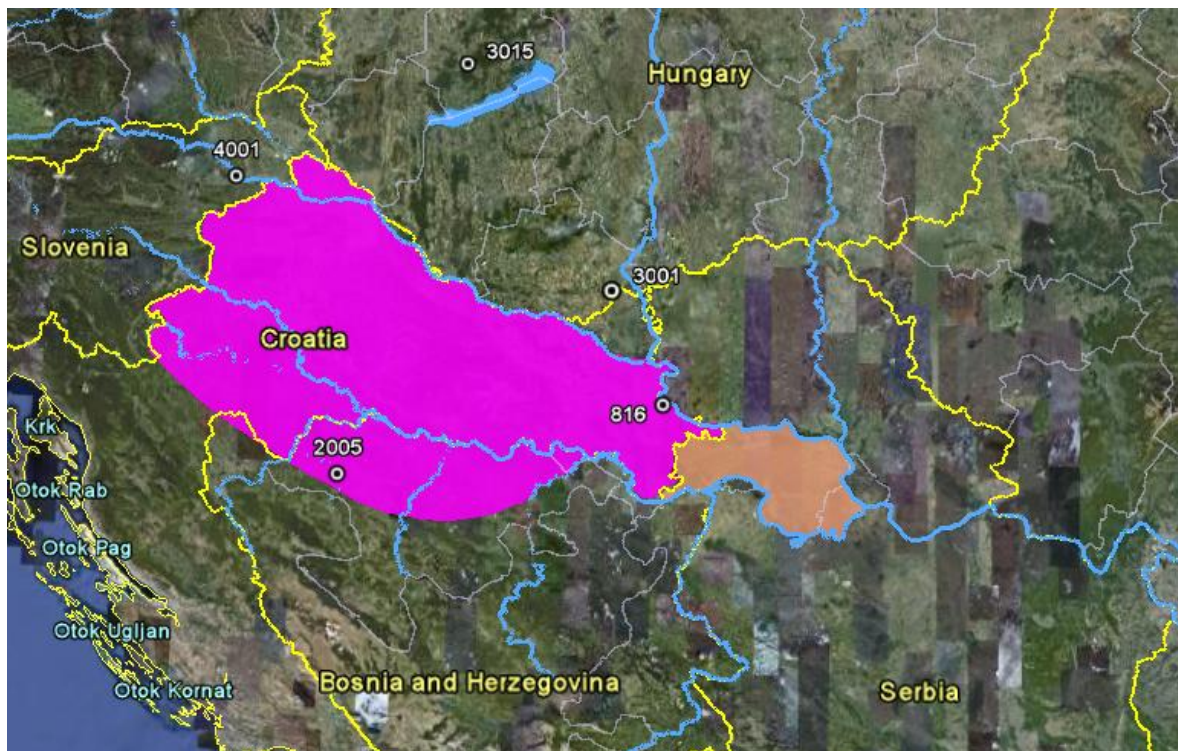 3015
Hungary
4001
Slovenia
3001
Croatia
816
Krk
2005
Otok Rab
Otok Pag
Otok Ugljan
Bosnia and Herzegovina
Otok Kornat
Serbia